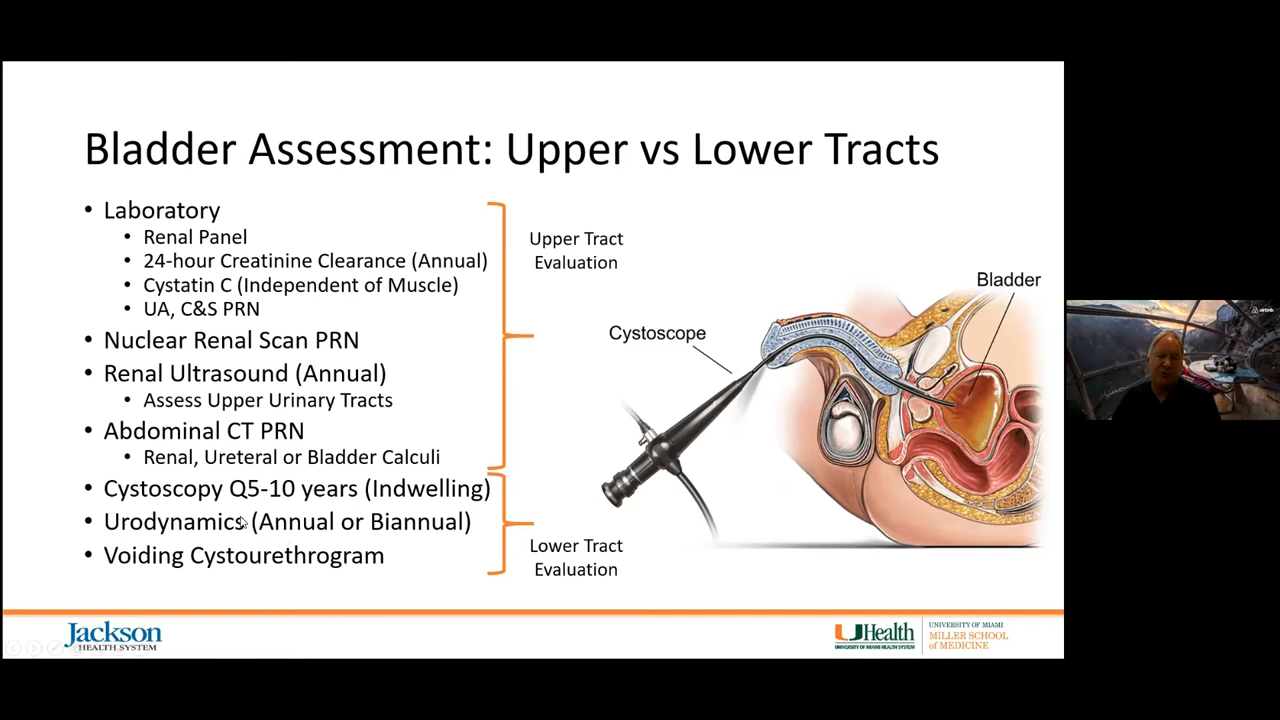 Bladder Assessment: Upper vs Lower Tracts
• Laboratory
• Renal Panel
• 24-hour Creatinine Clearance (Annual)
• Cystatin C (Independent of Muscle)
• UA, C&S PRN
• Nuclear Renal Scan PRN
• Renal Ultrasound (Annual)
• Assess Upper Urinary Tracts
• Abdominal CT PRN
• Renal, Ureteral or Bladder Calculi
• Cystoscopy Q5-10 years (Indwelling)
• Urodynamics (Annual or Biannual)
• Voiding Cystourethrogram
Upper Tract
Evaluation
Lower Tract
Evaluation
Bladder
Cystoscope
airbnb
Jackson
HEALTH SYSTEM
UHealth
UNIVERSITY OF MIAMI HEALTH SYSTEM
UNIVERSITY OF MIAMI
MILLER SCHOOL
of MEDICINE